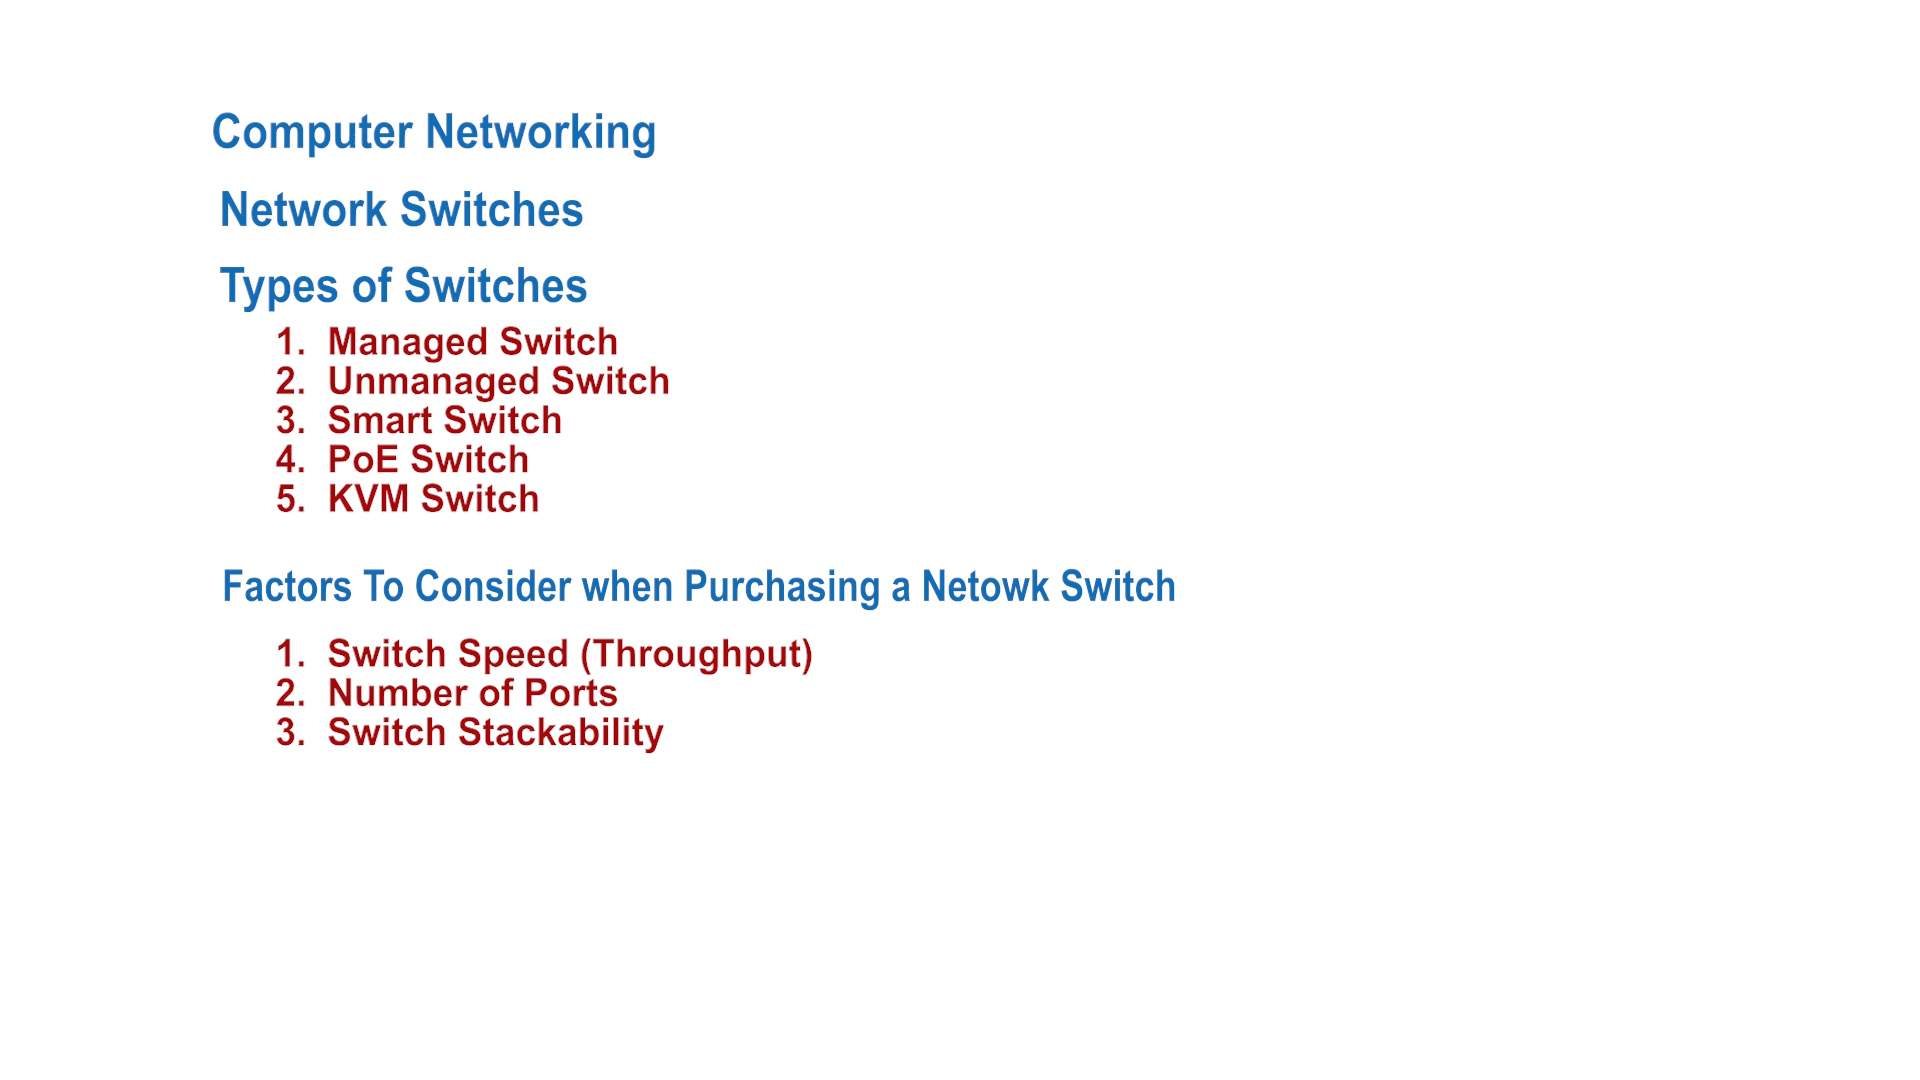 Computer Networking
Network Switches
Types of Switches
1. Managed Switch
2. Unmanaged Switch
3. Smart Switch
4. PoE Switch
5. KVM Switch
Factors To Consider when Purchasing a Netowk Switch
1. Switch Speed (Throughput)
2. Number of Ports
3. Switch Stackability